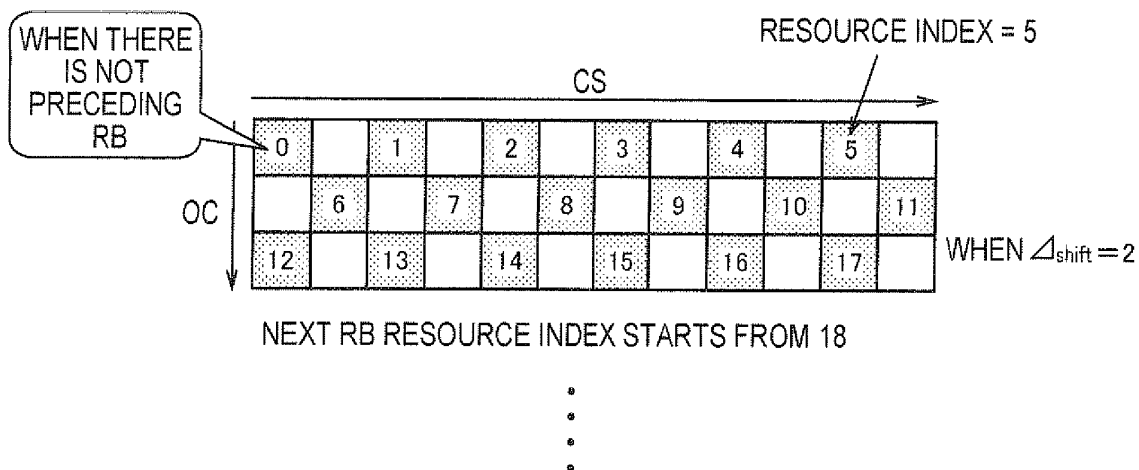 WHEN THERE
IS NOT
PRECEDING
RB
RESOURCE INDEX = 5
CS
OC
0 1 2 3 4 5
6 7 8 9 10 11
12 13 14 15 16 17
WHEN ⊿shift = 2
NEXT RB RESOURCE INDEX STARTS FROM 18